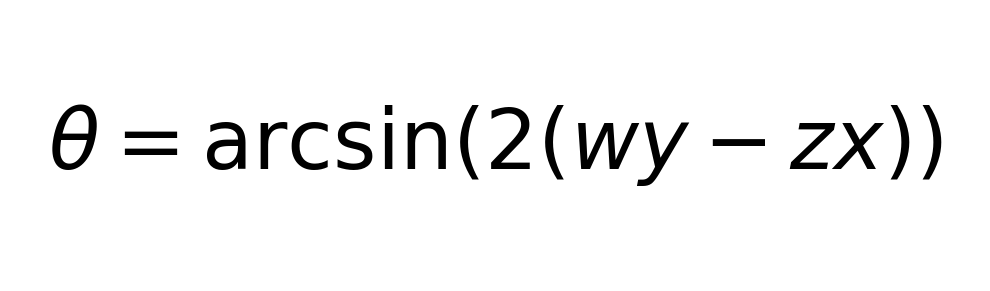 θ = arcsin(2(wy − zx))